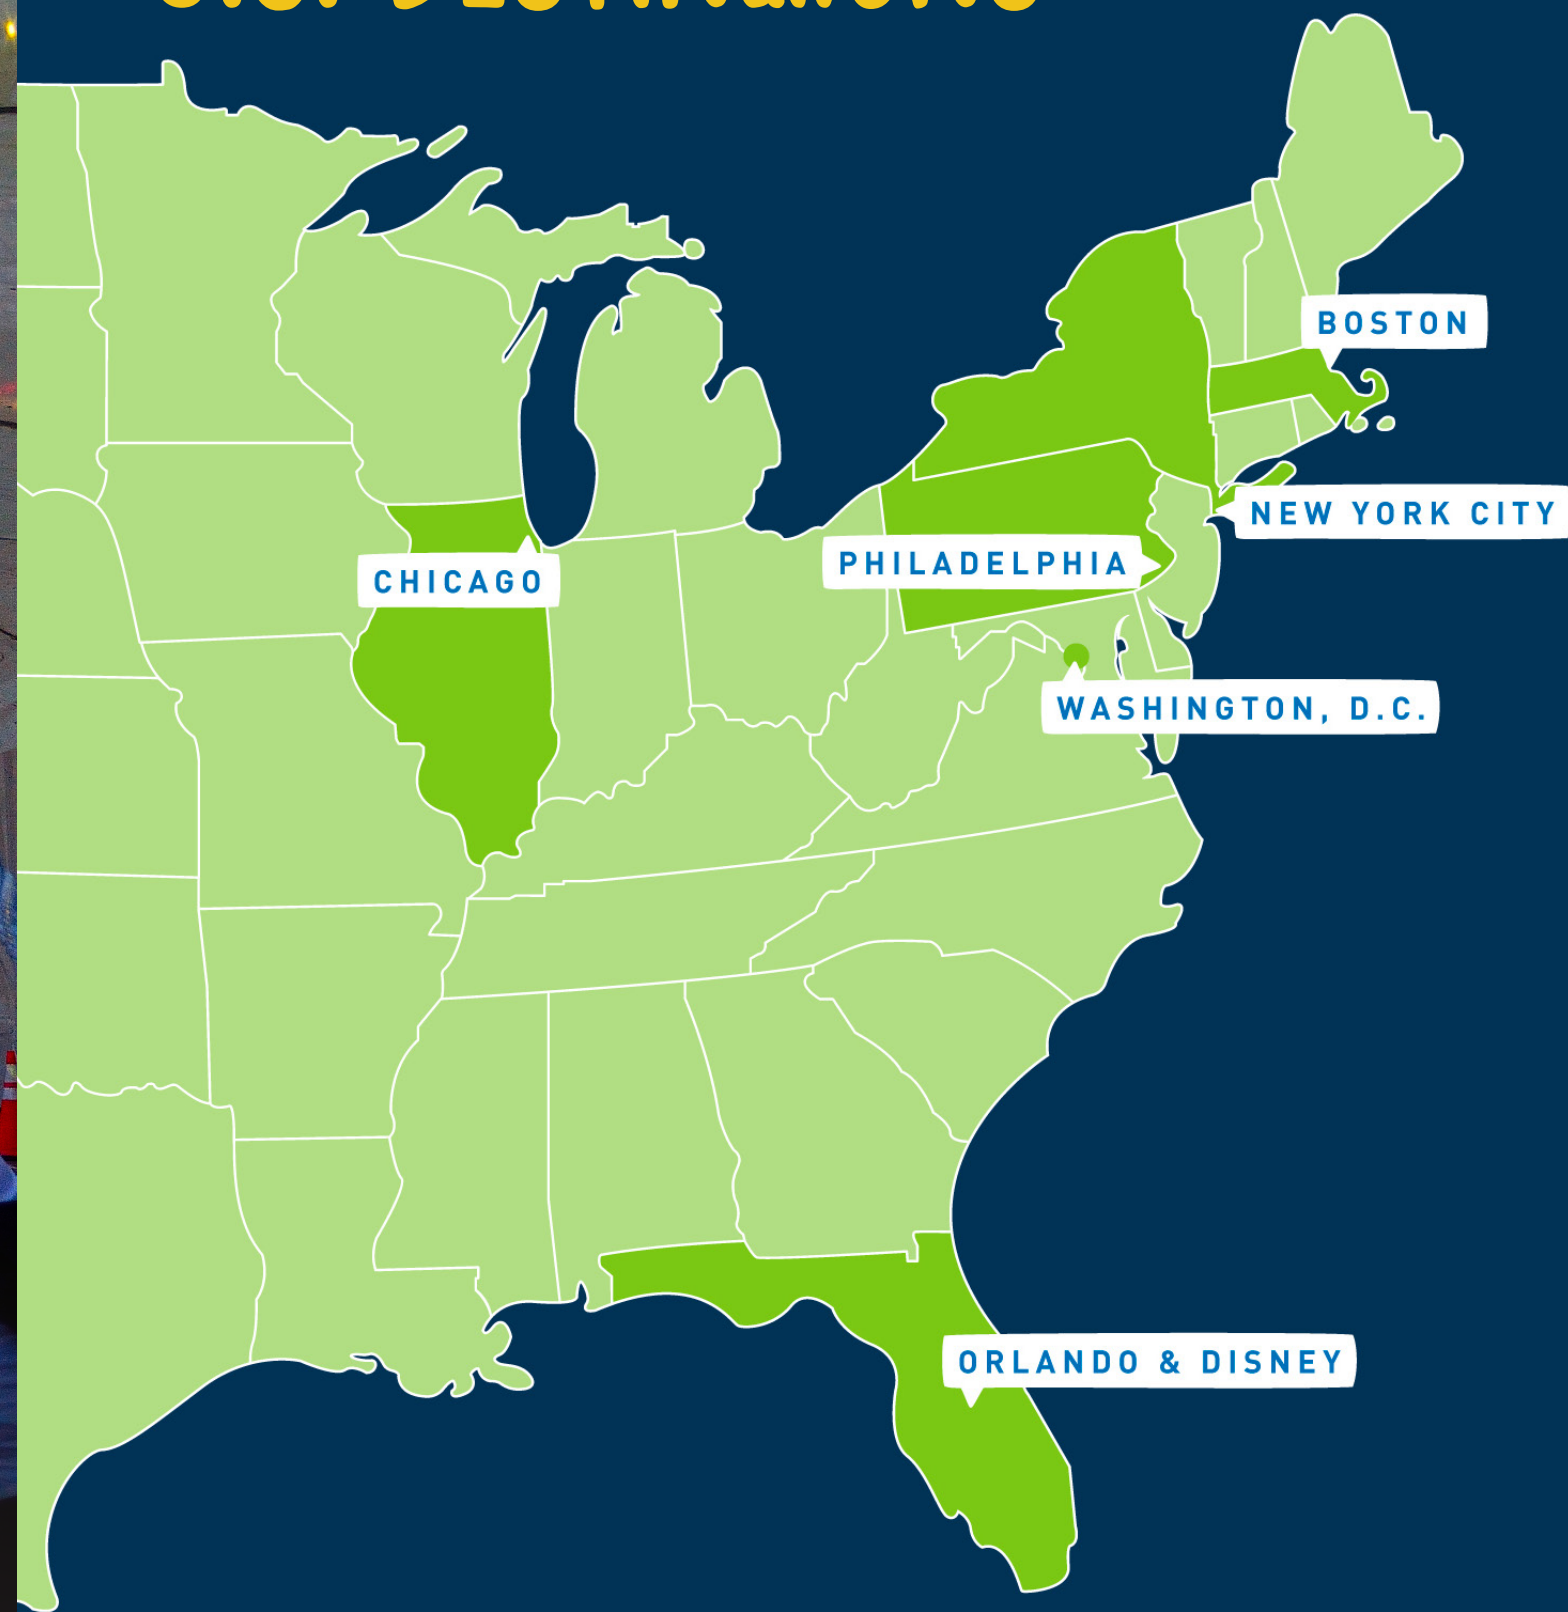 BOSTON
NEW YORK CITY
PHILADELPHIA
CHICAGO
WASHINGTON, D.C.
ORLANDO & DISNEY